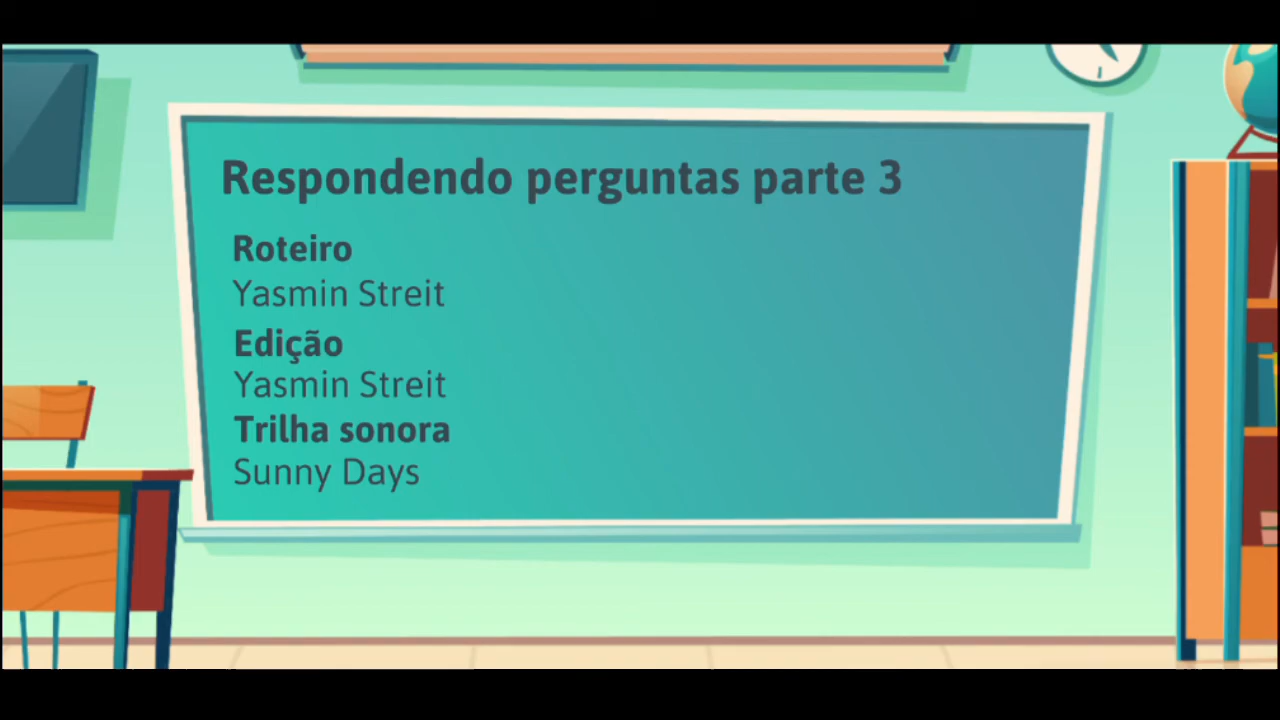 Respondendo perguntas parte 3
Roteiro
Yasmin Streit
Edição
Yasmin Streit
Trilha sonora
Sunny Days